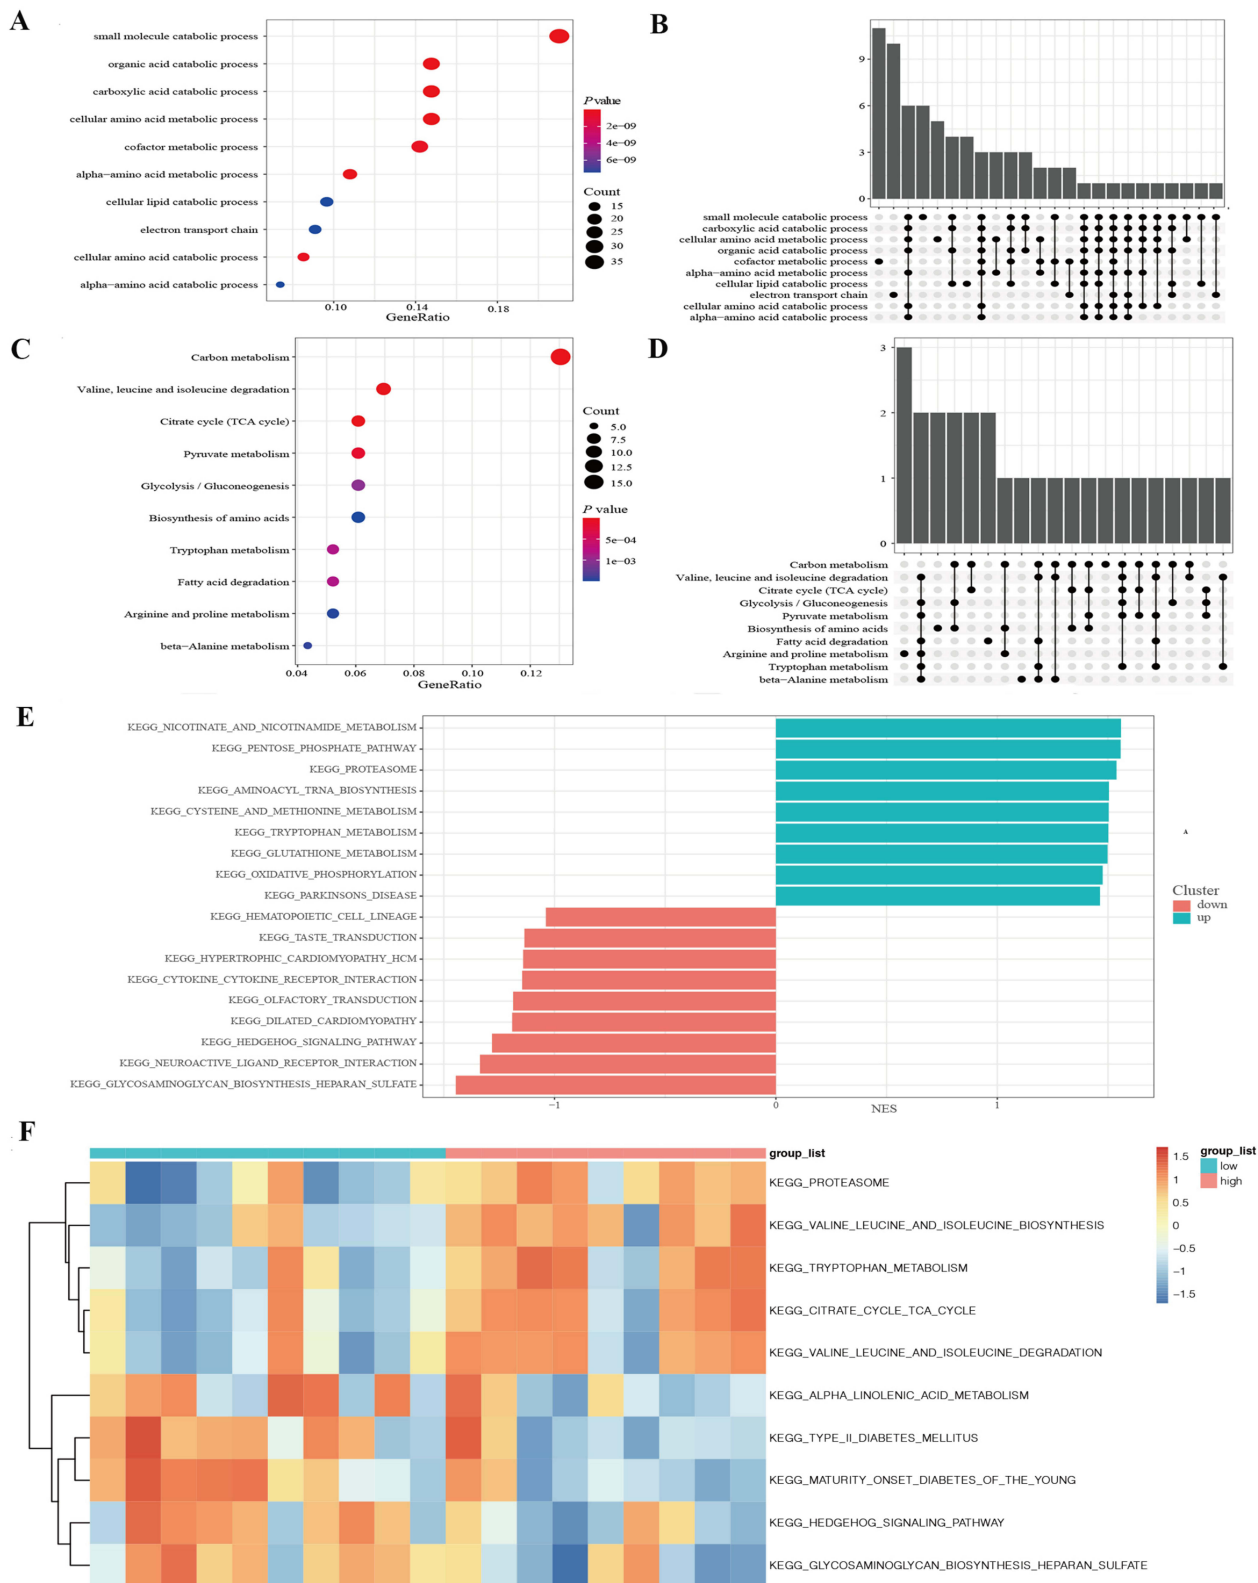 A
small molecule catabolic process
organic acid catabolic process
carboxylic acid catabolic process
cellular amino acid metabolic process
cofactor metabolic process
alpha−amino acid metabolic process
cellular lipid catabolic process
electron transport chain
cellular amino acid catabolic process
alpha−amino acid catabolic process
0.10 0.14 0.18
GeneRatio
P value
2e−09
4e−09
6e−09
Count
15
20
25
30
35
B
9
6
3
0
small molecule catabolic process
carboxylic acid catabolic process
cellular amino acid metabolic process
organic acid catabolic process
cofactor metabolic process
alpha−amino acid metabolic process
cellular lipid catabolic process
electron transport chain
cellular amino acid catabolic process
alpha−amino acid catabolic process
C
Carbon metabolism
Valine, leucine and isoleucine degradation
Citrate cycle (TCA cycle)
Pyruvate metabolism
Glycolysis / Gluconeogenesis
Biosynthesis of amino acids
Tryptophan metabolism
Fatty acid degradation
Arginine and proline metabolism
beta−Alanine metabolism
0.04 0.06 0.08 0.10 0.12
GeneRatio
Count
5.0
7.5
10.0
12.5
15.0
P value
5e−04
1e−03
D
3
2
1
0
Carbon metabolism
Valine, leucine and isoleucine degradation
Citrate cycle (TCA cycle)
Glycolysis / Gluconeogenesis
Pyruvate metabolism
Biosynthesis of amino acids
Fatty acid degradation
Arginine and proline metabolism
Tryptophan metabolism
beta−Alanine metabolism
E
KEGG_NICOTINATE_AND_NICOTINAMIDE_METABOLISM
KEGG_PENTOSE_PHOSPHATE_PATHWAY
KEGG_PROTEASOME
KEGG_AMINOACYL_TRNA_BIOSYNTHESIS
KEGG_CYSTEINE_AND_METHIONINE_METABOLISM
KEGG_TRYPTOPHAN_METABOLISM
KEGG_GLUTATHIONE_METABOLISM
KEGG_OXIDATIVE_PHOSPHORYLATION
KEGG_PARKINSONS_DISEASE
KEGG_HEMATOPOIETIC_CELL_LINEAGE
KEGG_TASTE_TRANSDUCTION
KEGG_HYPERTROPHIC_CARDIOMYOPATHY_HCM
KEGG_CYTOKINE_CYTOKINE_RECEPTOR_INTERACTION
KEGG_OLFACTORY_TRANSDUCTION
KEGG_DILATED_CARDIOMYOPATHY
KEGG_HEDGEHOG_SIGNALING_PATHWAY
KEGG_NEUROACTIVE_LIGAND_RECEPTOR_INTERACTION
KEGG_GLYCOSAMINOGLYCAN_BIOSYNTHESIS_HEPARAN_SULFATE
−1 0 1
NES
A
Cluster
down
up
F
group_list
KEGG_PROTEASOME
KEGG_VALINE_LEUCINE_AND_ISOLEUCINE_BIOSYNTHESIS
KEGG_TRYPTOPHAN_METABOLISM
KEGG_CITRATE_CYCLE_TCA_CYCLE
KEGG_VALINE_LEUCINE_AND_ISOLEUCINE_DEGRADATION
KEGG_ALPHA_LINOLENIC_ACID_METABOLISM
KEGG_TYPE_II_DIABETES_MELLITUS
KEGG_MATURITY_ONSET_DIABETES_OF_THE_YOUNG
KEGG_HEDGEHOG_SIGNALING_PATHWAY
KEGG_GLYCOSAMINOGLYCAN_BIOSYNTHESIS_HEPARAN_SULFATE
1.5
1
0.5
0
−0.5
−1
−1.5
group_list
low
high